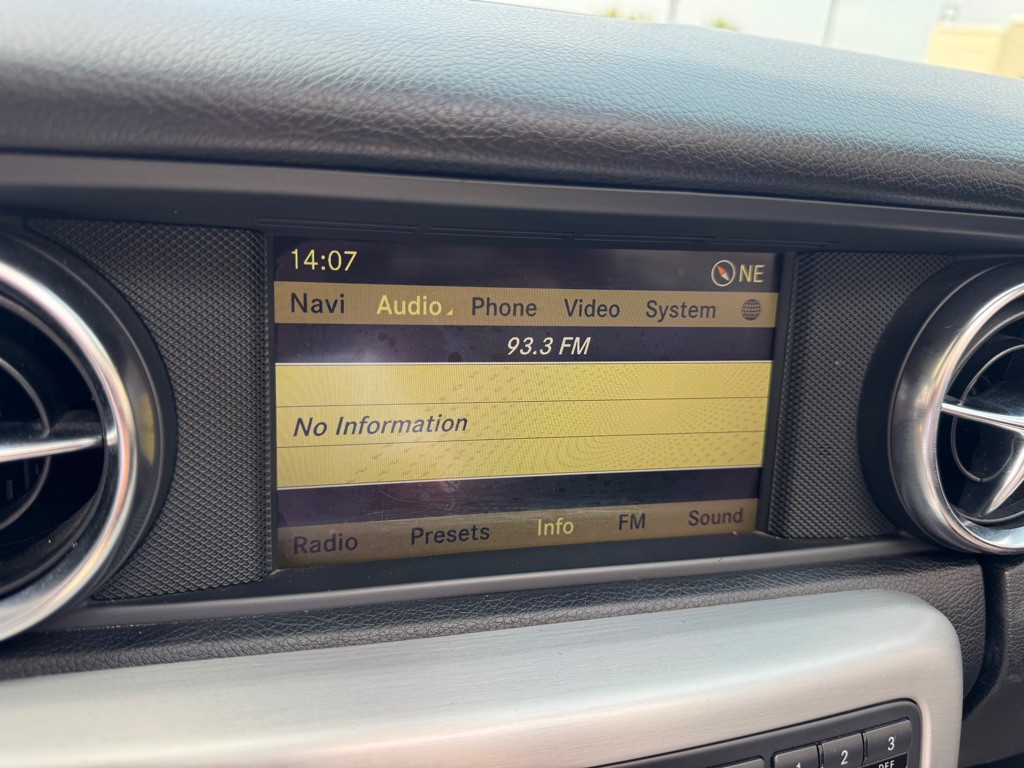 14:07 NE
Navi Audio Phone Video System
93.3 FM
No Information
Radio Presets Info FM Sound
1 2 3
DEF